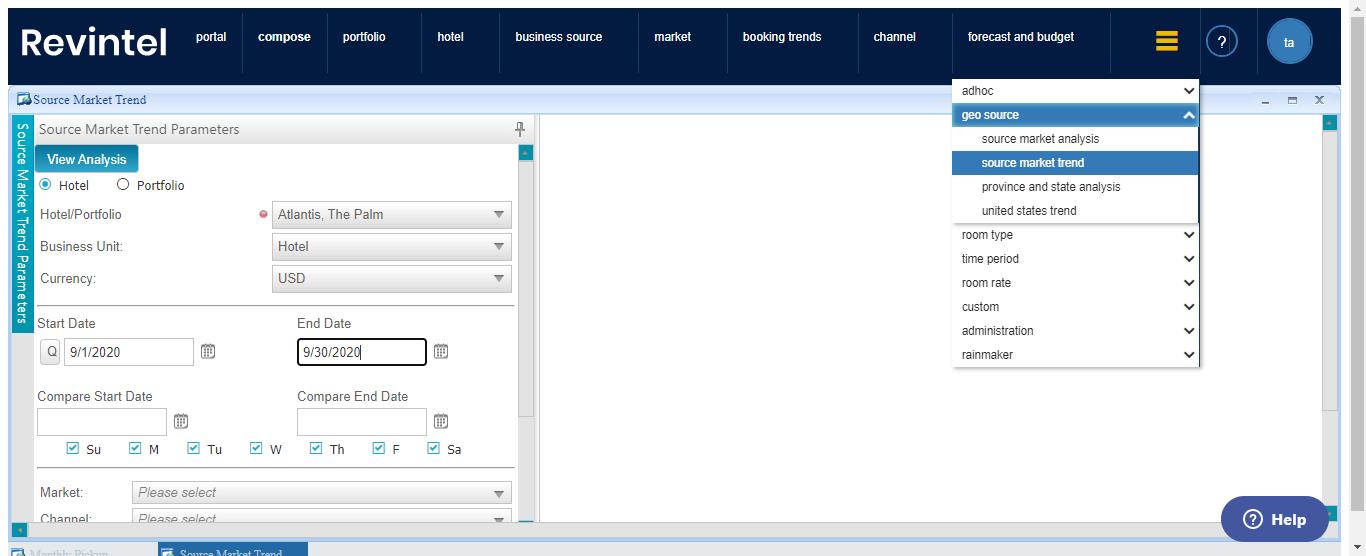 Revintel
portal
compose
portfolio
hotel
business source
market
booking trends
channel
forecast and budget
?
ta
Source Market Trend
adhoc
geo source
source market analysis
source market trend
province and state analysis
united states trend
room type
time period
room rate
custom
administration
rainmaker
Source Market Trend Parameters
Source Market Trend Parameters
View Analysis
Hotel
Portfolio
Hotel/Portfolio
Atlantis, The Palm
Business Unit:
Hotel
Currency:
USD
Start Date
End Date
Q
9/1/2020
9/30/2020
Compare Start Date
Compare End Date
Su
M
Tu
W
Th
F
Sa
Market:
Please select
Channel:
Please select
? Help
Monthly Pickup
Source Market Trend